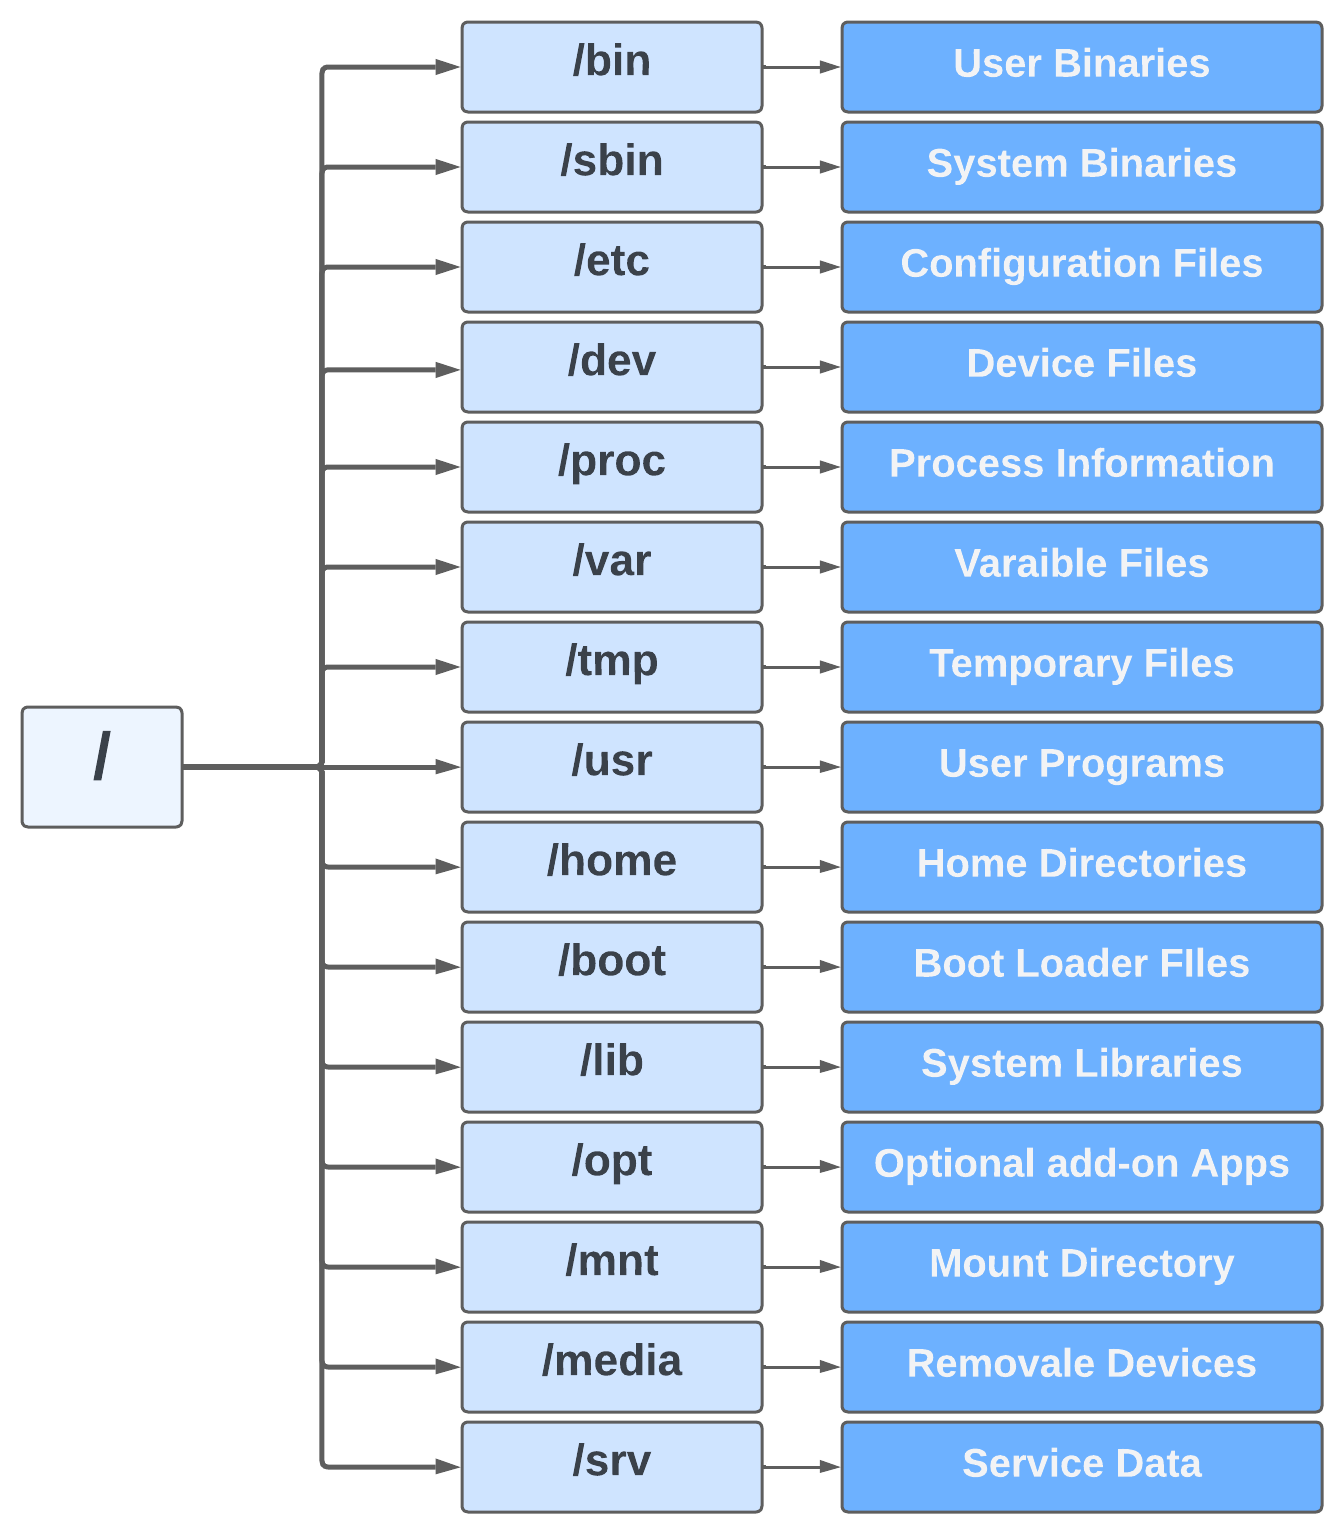 /bin
User Binaries
/sbin
System Binaries
/etc
Configuration Files
/dev
Device Files
/proc
Process Information
/var
Varaible Files
/tmp
Temporary Files
/
/usr
User Programs
/home
Home Directories
/boot
Boot Loader FIles
/lib
System Libraries
/opt
Optional add-on Apps
/mnt
Mount Directory
/media
Removale Devices
/srv
Service Data